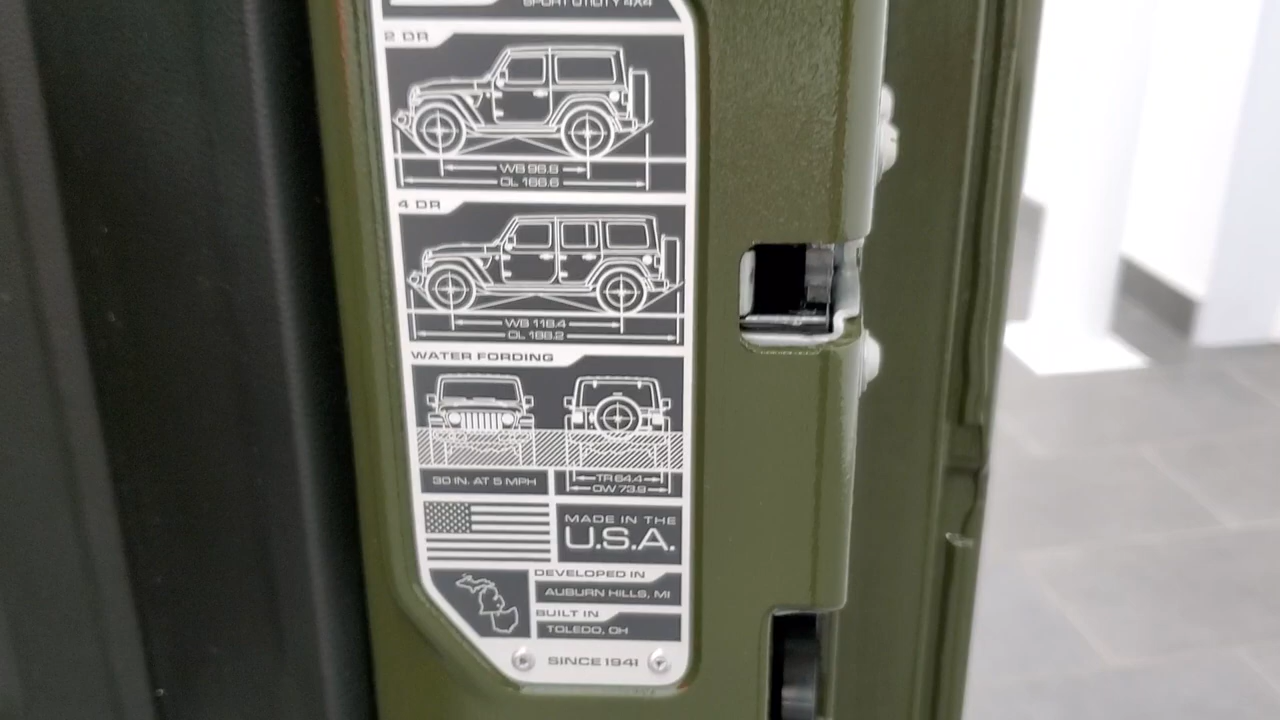 SPORT UTILITY 4X4
2 DR
WB 96.8
OL 166.6
4 DR
WB 118.4
OL 188.2
WATER FORDING
30 IN. AT 5 MPH
TR 64.4
OW 73.9
MADE IN THE
U.S.A.
DEVELOPED IN
AUBURN HILLS, MI
BUILT IN
TOLEDO, OH
SINCE 1941